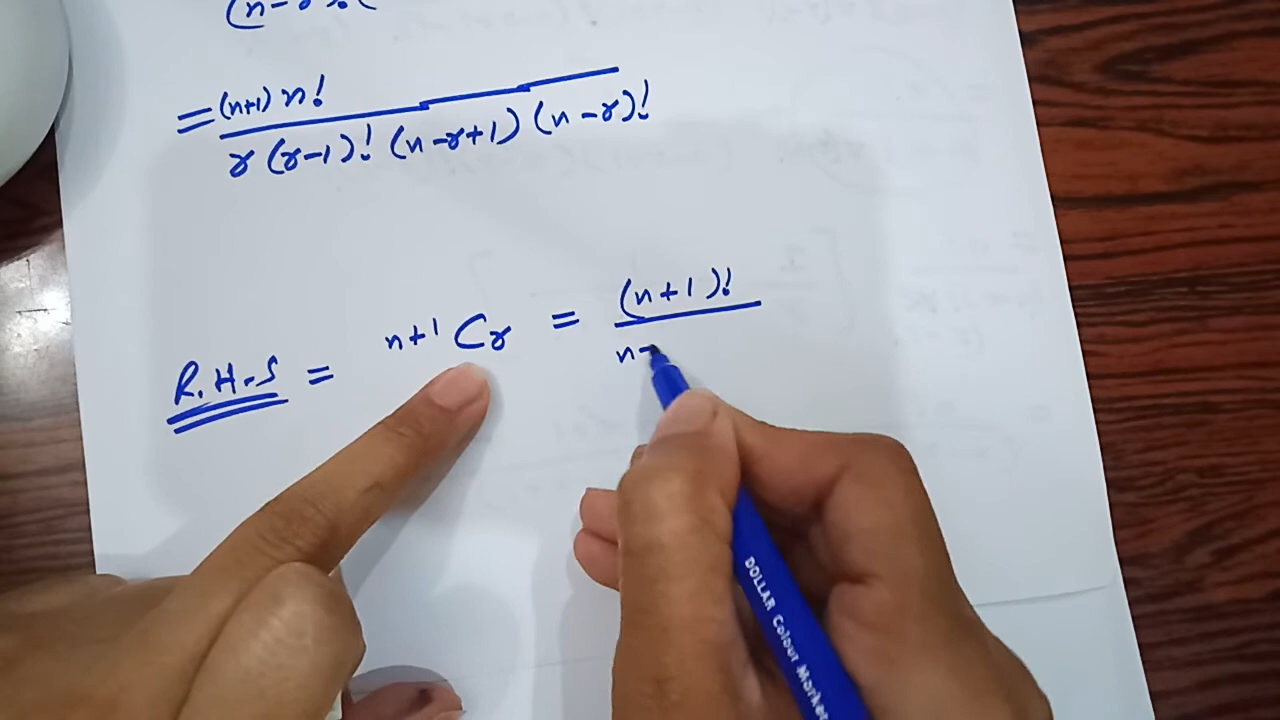 (n-r)!(
= (n+1) n!
r (r-1)! (n-r+1) (n-r)!
R.H.S = n+1 Cr = (n+1)!
n-
DOLLAR Colour Marker